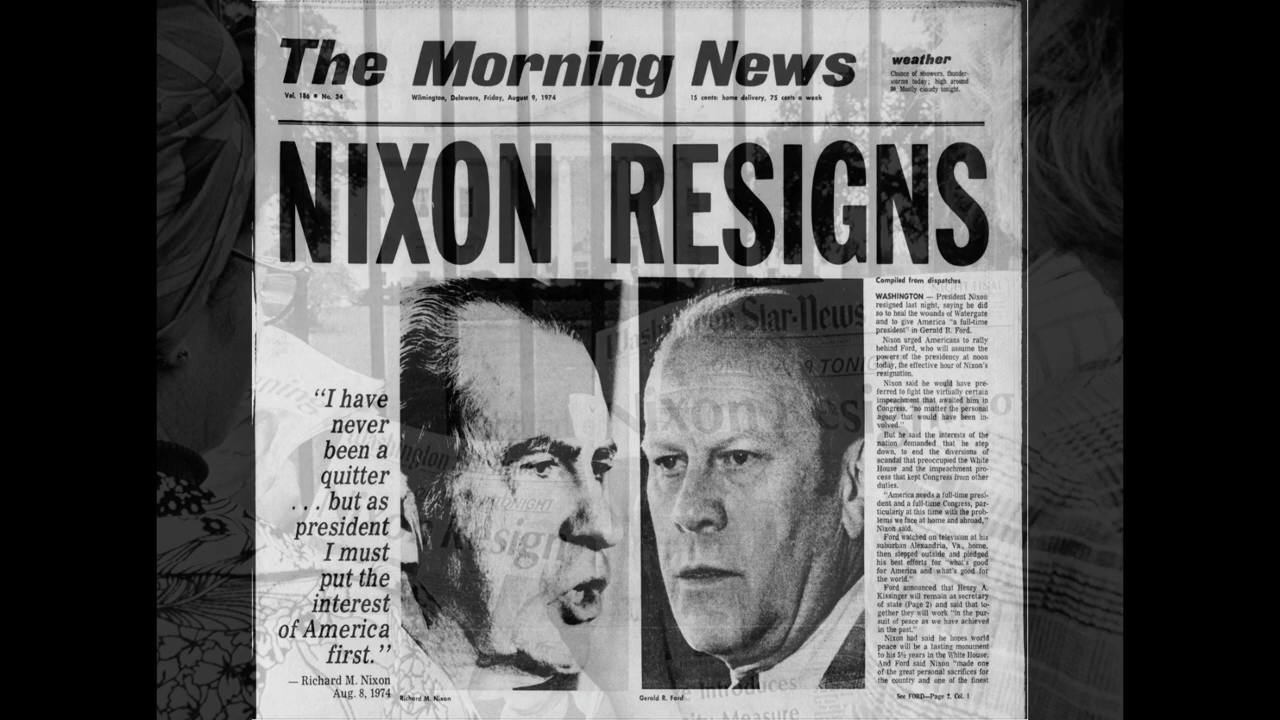 The Morning News
Vol. 186 • No. 34
Wilmington, Delaware, Friday, August 9, 1974
15 cents: home delivery, 75 cents a week
weather
Chance of showers, thunder-
storms today; high around
80. Mostly cloudy tonight.
NIXON RESIGNS
“I have
never
been a
quitter
. . . but as
president
I must
put the
interest
of America
first.”
— Richard M. Nixon
Aug. 8, 1974
Richard M. Nixon
Gerald R. Ford
Compiled from dispatches
WASHINGTON — President Nixon
resigned last night, saying he did
so to heal the wounds of Watergate
and to give America “a full-time
president” in Gerald R. Ford.
Nixon urged Americans to rally
behind Ford, who will assume the
powers of the presidency at noon
today, the effective hour of Nixon's
resignation.
Nixon said he would have pre-
ferred to fight the virtually certain
impeachment that awaited him in
Congress, “no matter the personal
agony that would have been in-
volved.”
But he said the interests of the
nation demanded that he step
down, to end the diversions of
scandal that preoccupied the White
House and the impeachment pro-
cess that kept Congress from other
duties.
“America needs a full-time presi-
dent and a full-time Congress, par-
ticularly at this time with the prob-
lems we face at home and abroad,”
Nixon said.
Ford watched on television at his
suburban Alexandria, Va., home,
then stepped outside and pledged
his best efforts for “what's good
for America and what's good for
the world.”
Ford announced that Henry A.
Kissinger will remain as secretary
of state (Page 2) and said that to-
gether they will work “in the pur-
suit of peace as we have achieved
in the past.”
Nixon had said he hopes world
peace will be a lasting monument
to his 5½ years in the White House.
And Ford said Nixon “made one
of the great personal sacrifices for
the country and one of the finest
See FORD—Page 2, Col. 1
Star-News